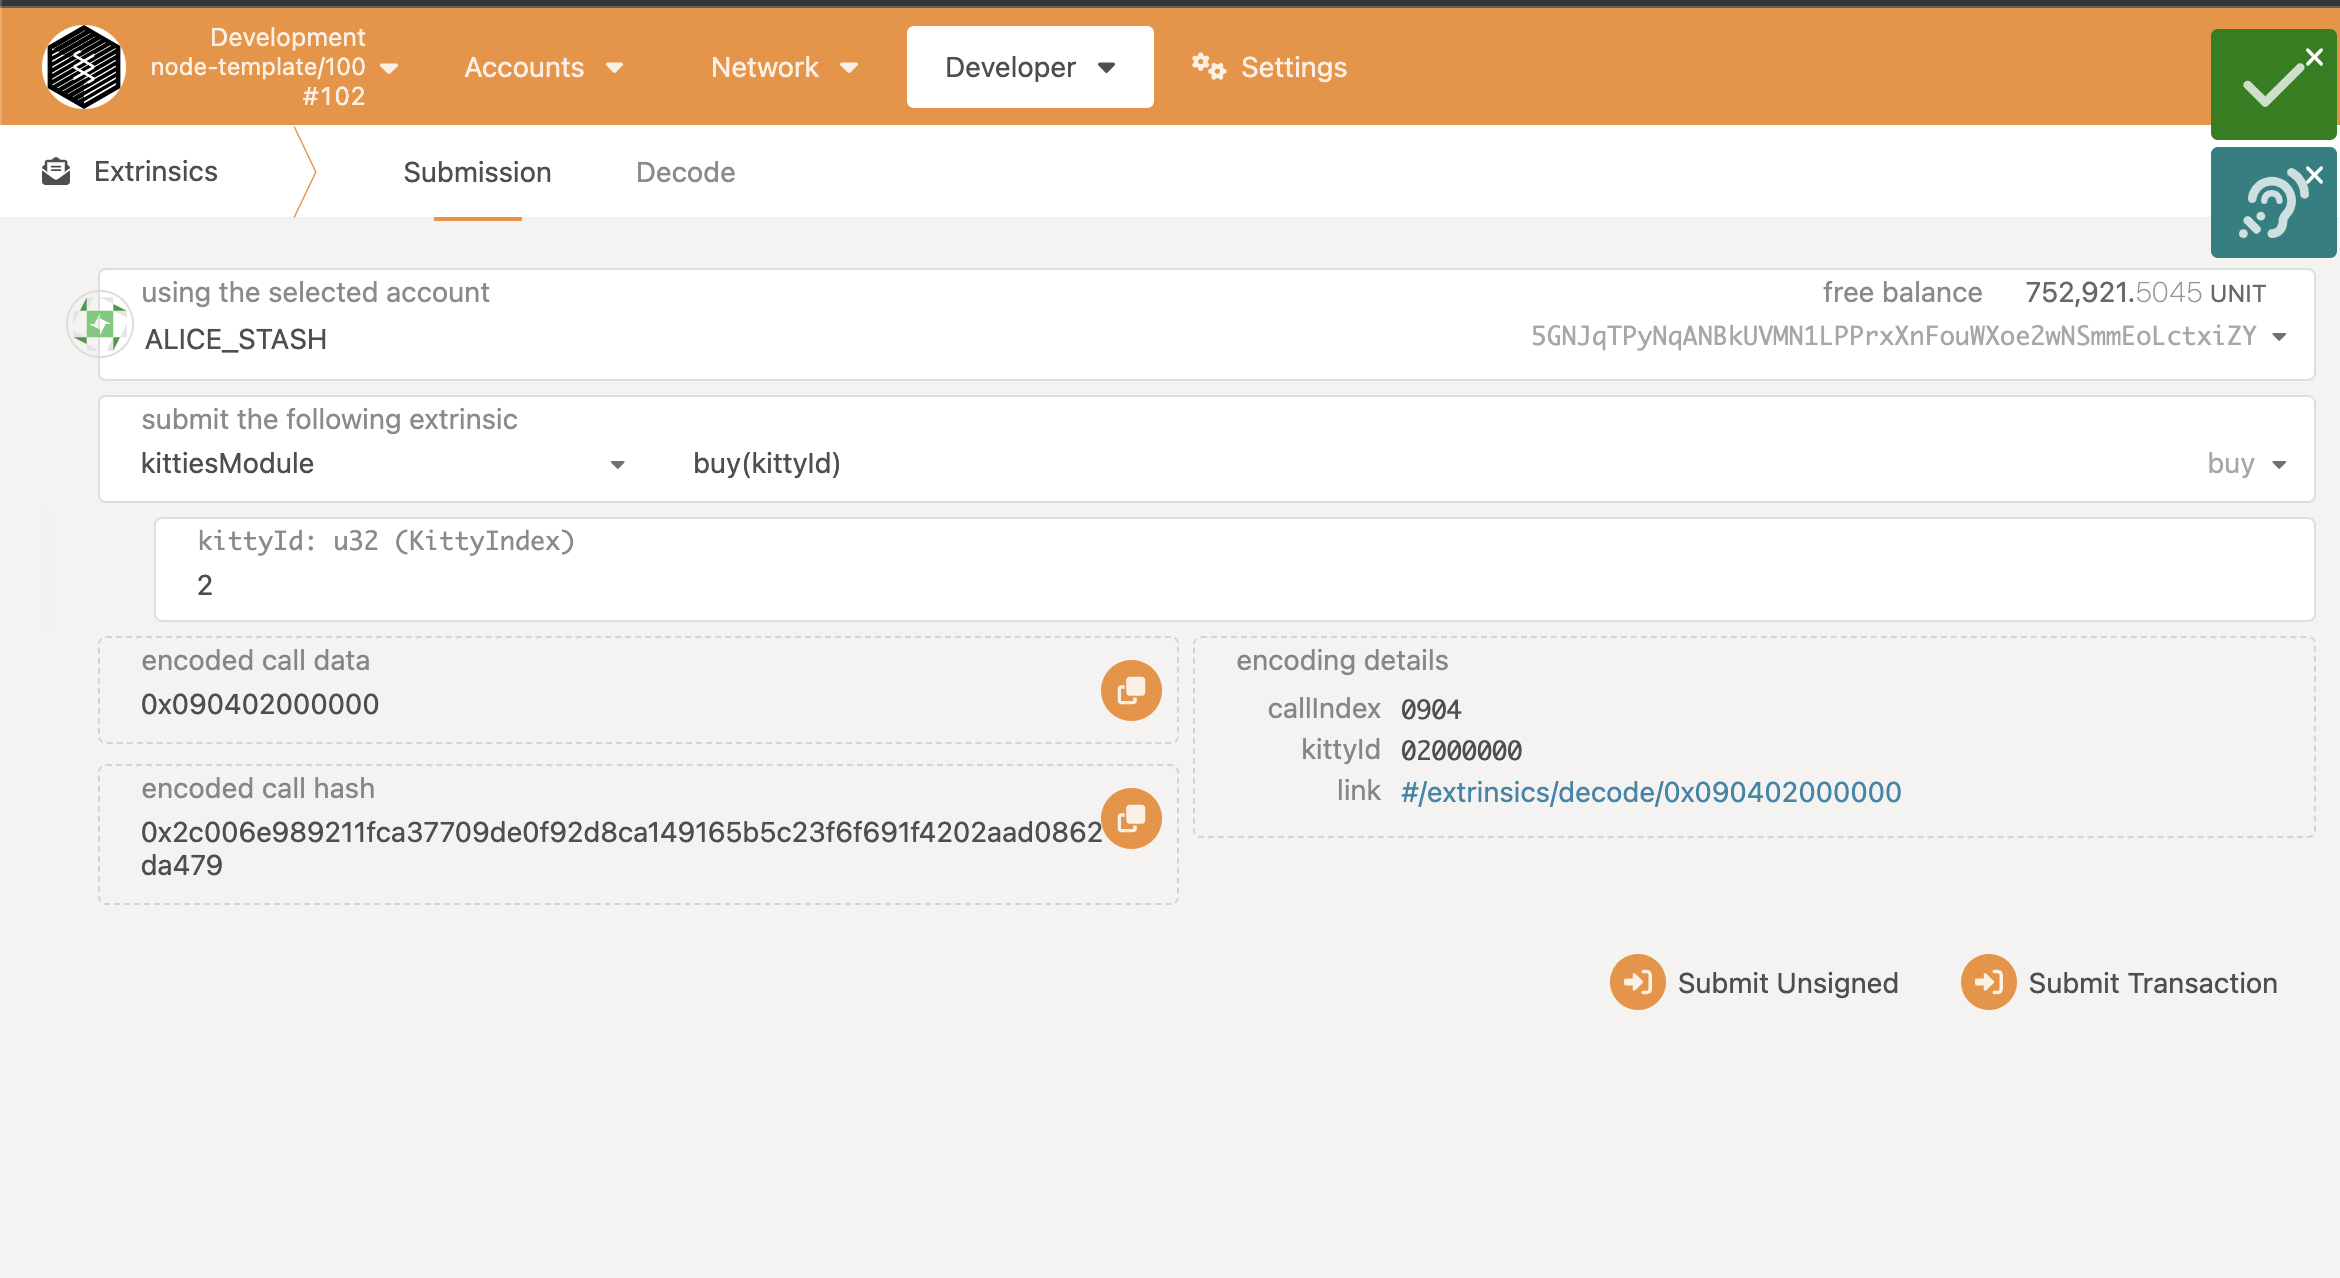 Development
node-template/100
#102
Accounts
Network
Developer
Settings
Extrinsics
Submission
Decode
using the selected account
free balance 752,921.5045 UNIT
ALICE_STASH
5GNJqTPyNqANBkUVMN1LPPrxXnFouWXoe2wNSmmEoLctxiZY
submit the following extrinsic
kittiesModule
buy(kittyId)
buy
kittyId: u32 (KittyIndex)
2
encoded call data
0x090402000000
encoded call hash
0x2c006e989211fca37709de0f92d8ca149165b5c23f6f691f4202aad0862
da479
encoding details
callIndex 0904
kittyId 02000000
link #/extrinsics/decode/0x090402000000
Submit Unsigned
Submit Transaction